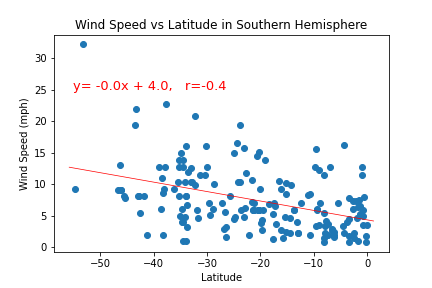 Wind Speed vs Latitude in Southern Hemisphere
30
25
20
15
10
5
0
Wind Speed (mph)
y= -0.0x + 4.0,   r=-0.4
−50 −40 −30 −20 −10 0
Latitude